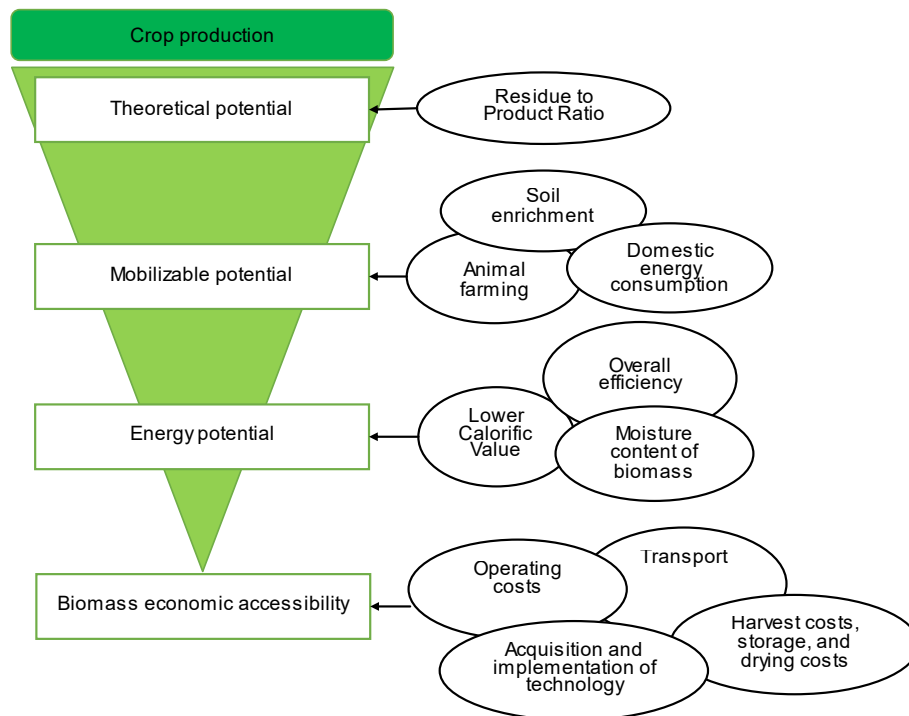 Crop production
Theoretical potential
Residue to
Product Ratio
Soil
enrichment
Mobilizable potential
Animal
farming
Domestic
energy
consumption
Overall
efficiency
Energy potential
Lower
Calorific
Value
Moisture
content of
biomass
Biomass economic accessibility
Operating
costs
Transport
Harvest costs,
storage, and
drying costs
Acquisition and
implementation of
technology